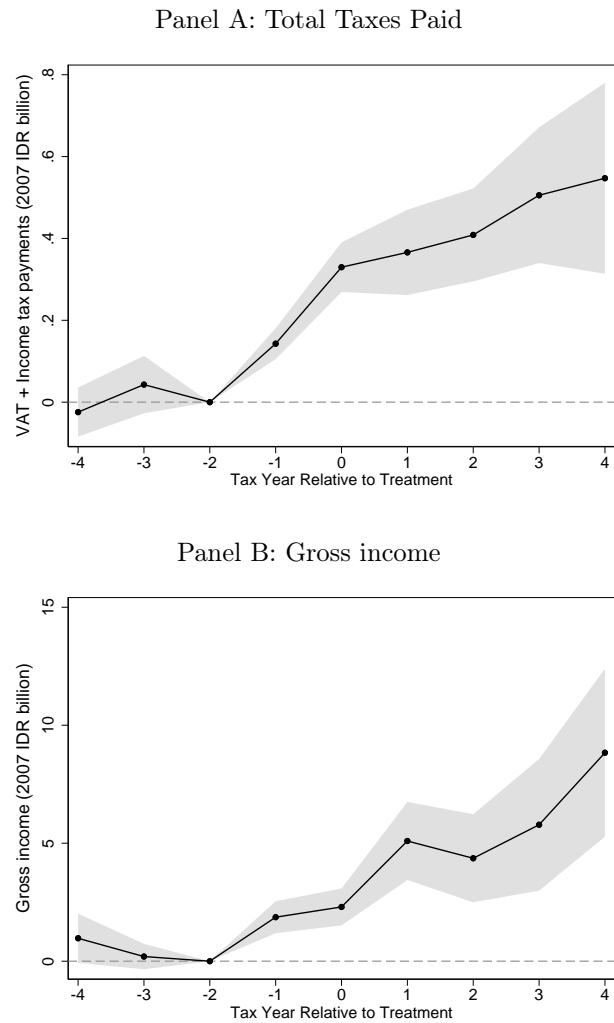 Panel A: Total Taxes Paid
VAT + Income tax payments (2007 IDR billion)
.8
.6
.4
.2
0
-4 -3 -2 -1 0 1 2 3 4
Tax Year Relative to Treatment
Panel B: Gross income
Gross income (2007 IDR billion)
15
10
5
0
-4 -3 -2 -1 0 1 2 3 4
Tax Year Relative to Treatment